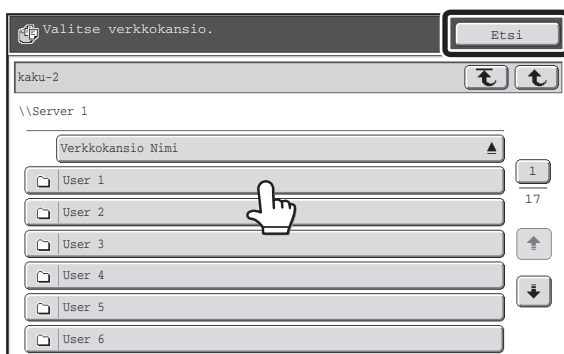 Valitse verkkokansio.
Etsi
kaku-2
\\Server 1
Verkkokansio Nimi
User 1
1
17
User 2
User 3
User 4
User 5
User 6